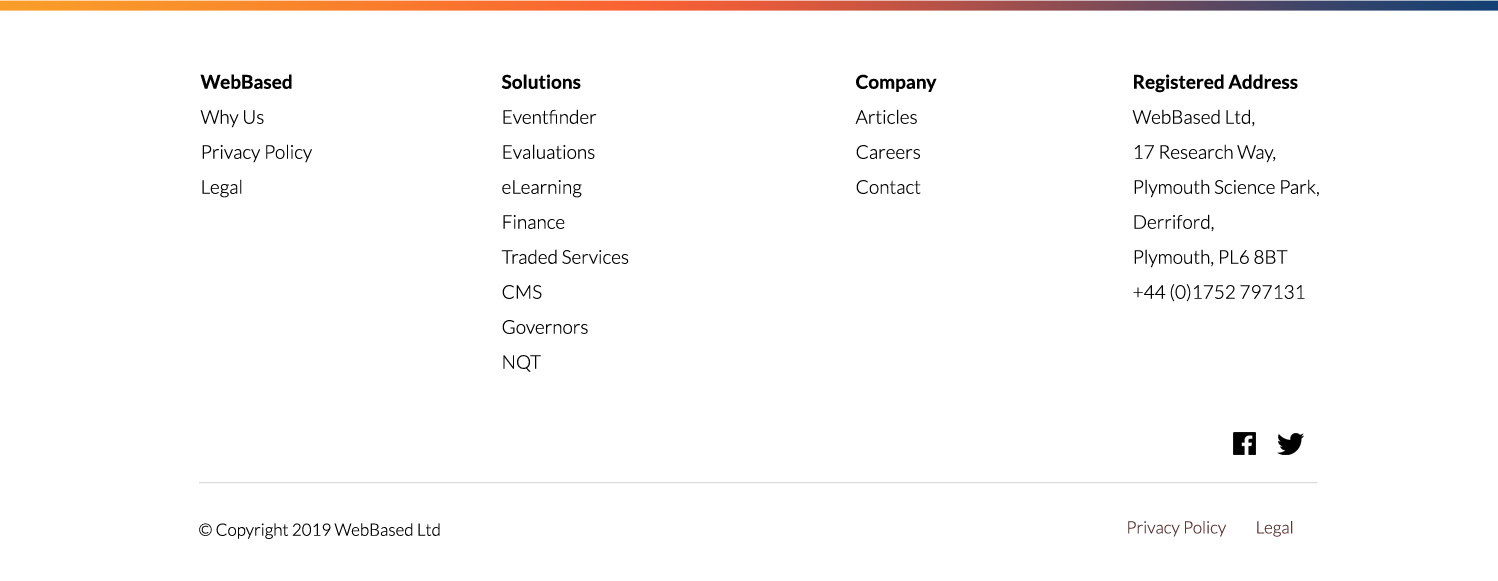 WebBased
Why Us
Privacy Policy
Legal
Solutions
Eventfinder
Evaluations
eLearning
Finance
Traded Services
CMS
Governors
NQT
Company
Articles
Careers
Contact
Registered Address
WebBased Ltd,
17 Research Way,
Plymouth Science Park,
Derriford,
Plymouth, PL6 8BT
+44 (0)1752 797131
© Copyright 2019 WebBased Ltd
Privacy Policy
Legal